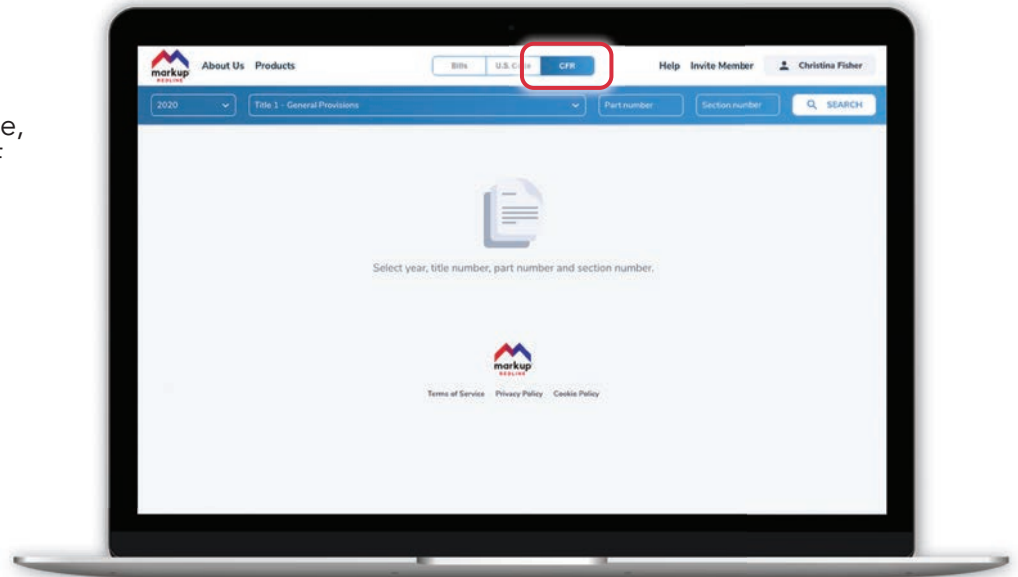 e,
markup
REDLINE
About Us Products
Bills U.S. Code CFR
Help Invite Member Christina Fisher
2020 Title 1 - General Provisions Part number Section number SEARCH
Select year, title number, part number and section number.
markup
REDLINE
Terms of Service Privacy Policy Cookie Policy